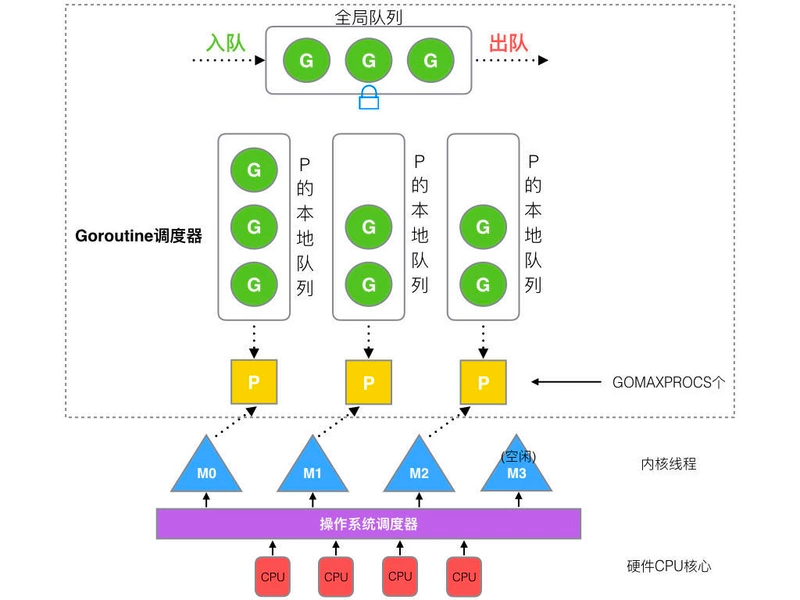 全局队列
入队
出队
G G G
G
G G G
G G G
P的本地队列
P的本地队列
P的本地队列
Goroutine调度器
P P P
GOMAXPROCS个
M0 M1 M2 (空闲) M3
内核线程
操作系统调度器
CPU CPU CPU CPU
硬件CPU核心